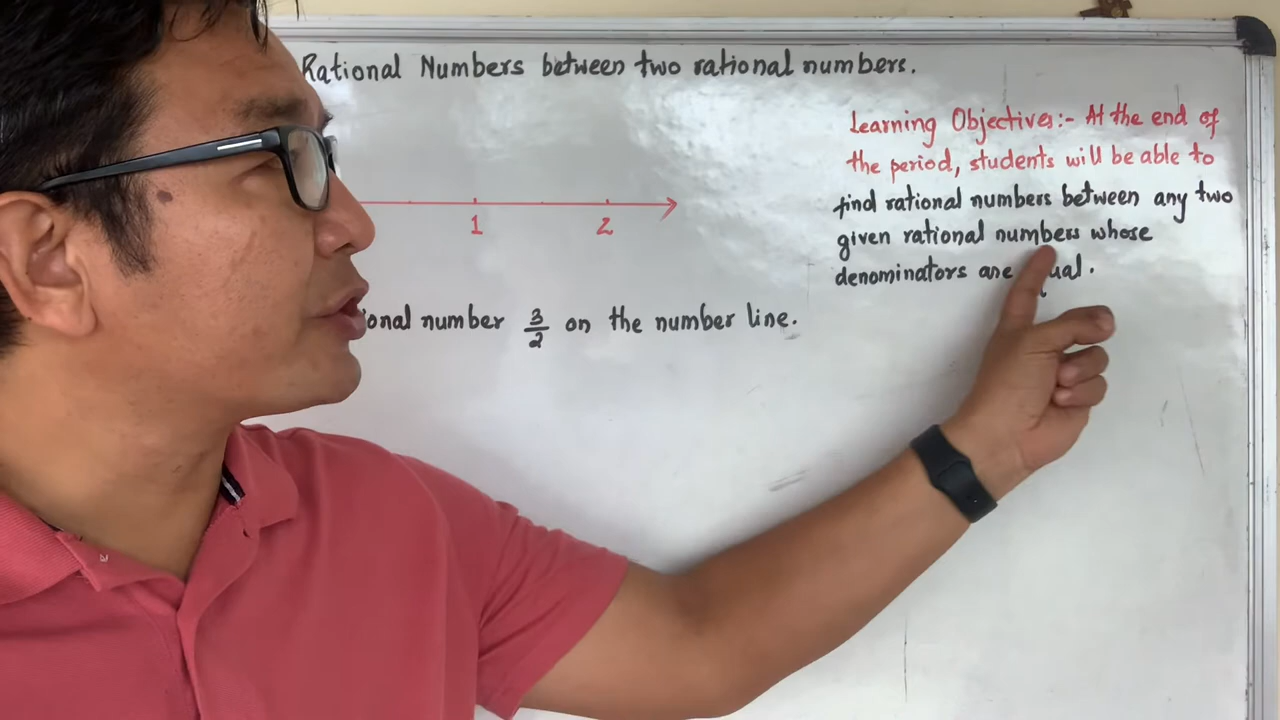 Rational Numbers between two rational numbers.
Learning Objectives:- At the end of
the period, students will be able to
find rational numbers between any two
given rational numbers whose
denominators are
1 2
number 3/2 on the number line.